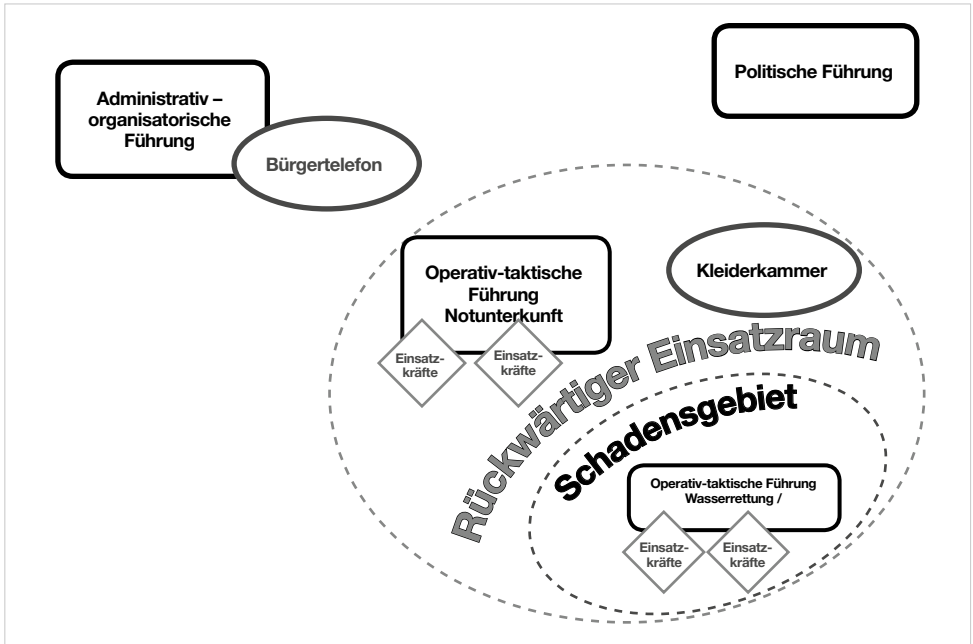 Politische Führung
Administrativ –
organisatorische
Führung
Bürgertelefon
Operativ-taktische
Führung
Notunterkunft
Kleiderkammer
Einsatz-
kräfte
Einsatz-
kräfte
Rückwärtiger Einsatzraum
Schadensgebiet
Operativ-taktische Führung
Wasserrettung /
Einsatz-
kräfte
Einsatz-
kräfte